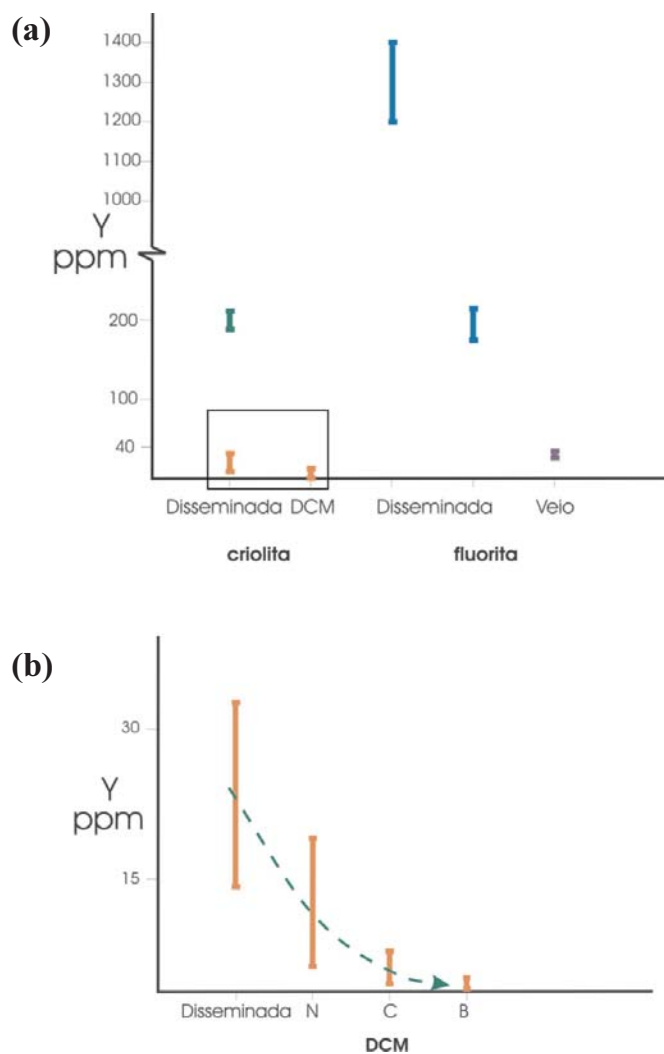 (a)
1400
1300
1200
1100
1000
Y
ppm
200
100
40
Disseminada DCM Disseminada Disseminada Veio
criolita fluorita
(b)
30
Y
ppm
15
Disseminada N C B
DCM